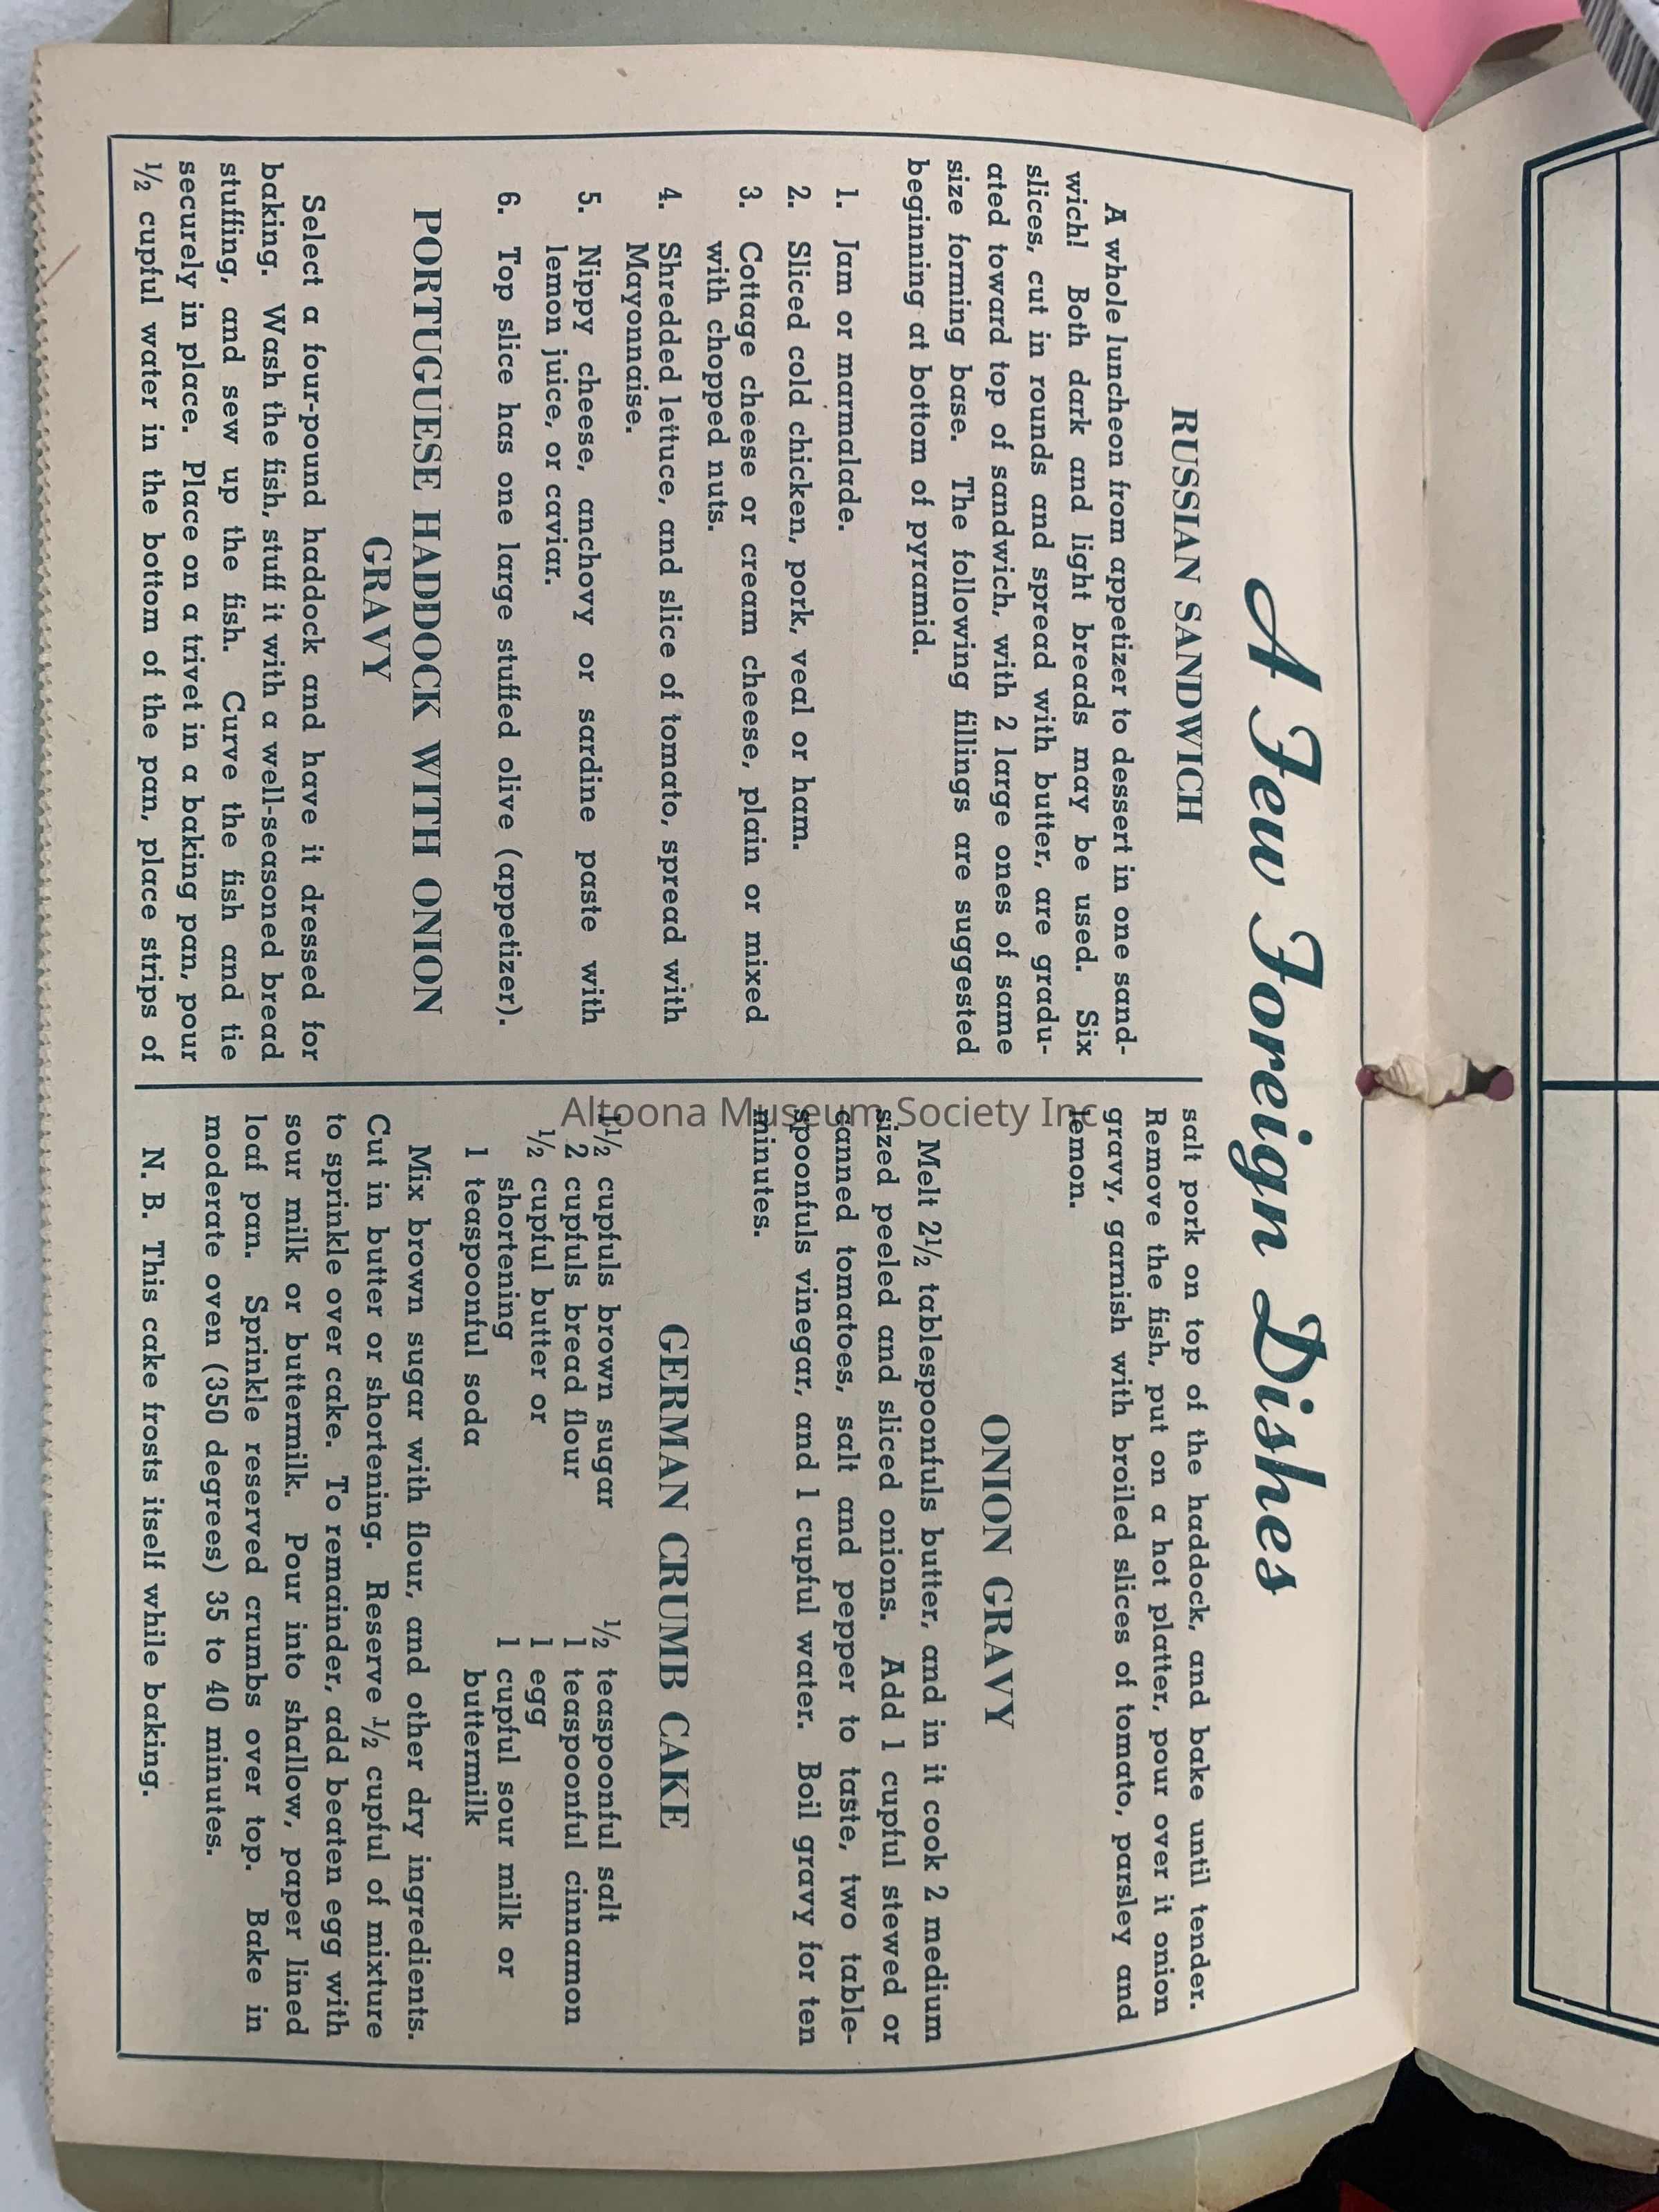 A Few Foreign Dishes
RUSSIAN SANDWICH
A whole luncheon from appetizer to dessert in one sand-
wich! Both dark and light breads may be used. Six
slices, cut in rounds and spread with butter, are gradu-
ated toward top of sandwich, with 2 large ones of same
size forming base. The following fillings are suggested
beginning at bottom of pyramid.
1. Jam or marmalade.
2. Sliced cold chicken, pork, veal or ham.
3. Cottage cheese or cream cheese, plain or mixed
with chopped nuts.
4. Shredded lettuce, and slice of tomato, spread with
Mayonnaise.
5. Nippy cheese, anchovy or sardine paste with
lemon juice, or caviar.
6. Top slice has one large stuffed olive (appetizer).
PORTUGUESE HADDOCK WITH ONION
GRAVY
Select a four-pound haddock and have it dressed for
baking. Wash the fish, stuff it with a well-seasoned bread
stuffing, and sew up the fish. Curve the fish and tie
securely in place. Place on a trivet in a baking pan, pour
½ cupful water in the bottom of the pan, place strips of
salt pork on top of the haddock, and bake until tender.
Remove the fish, put on a hot platter, pour over it onion
gravy, garnish with broiled slices of tomato, parsley and
lemon.
ONION GRAVY
Melt 2½ tablespoonfuls butter, and in it cook 2 medium
sized peeled and sliced onions. Add 1 cupful stewed or
canned tomatoes, salt and pepper to taste, two table-
spoonfuls vinegar, and 1 cupful water. Boil gravy for ten
minutes.
GERMAN CRUMB CAKE
1½ cupfuls brown sugar
2 cupfuls bread flour
½ cupful butter or
shortening
1 teaspoonful soda
½ teaspoonful salt
1 teaspoonful cinnamon
1 egg
1 cupful sour milk or
buttermilk
Mix brown sugar with flour, and other dry ingredients.
Cut in butter or shortening. Reserve ½ cupful of mixture
to sprinkle over cake. To remainder, add beaten egg with
sour milk or buttermilk. Pour into shallow, paper lined
loaf pan. Sprinkle reserved crumbs over top. Bake in
moderate oven (350 degrees) 35 to 40 minutes.
N. B. This cake frosts itself while baking.
Altoona Museum Society Inc